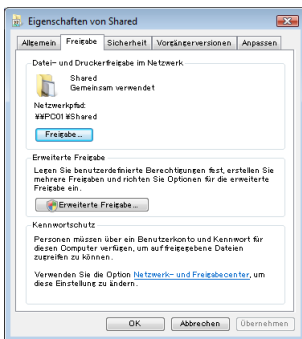 Eigenschaften von Shared
Allgemein Freigabe Sicherheit Vorgängerversionen Anpassen
Datei- und Druckerfreigabe im Netzwerk
Shared
Gemeinsam verwendet
Netzwerkpfad:
¥¥PC01¥Shared
Freigabe...
Erweiterte Freigabe
Legen Sie benutzerdefinierte Berechtigungen fest, erstellen Sie
mehrere Freigaben und richten Sie Optionen für die erweiterte
Freigabe ein.
Erweiterte Freigabe...
Kennwortschutz
Personen müssen über ein Benutzerkonto und Kennwort für
diesen Computer verfügen, um auf freigegebene Dateien
zugreifen zu können.
Verwenden Sie die Option Netzwerk- und Freigabecenter, um
diese Einstellung zu ändern.
OK Abbrechen Übernehmen